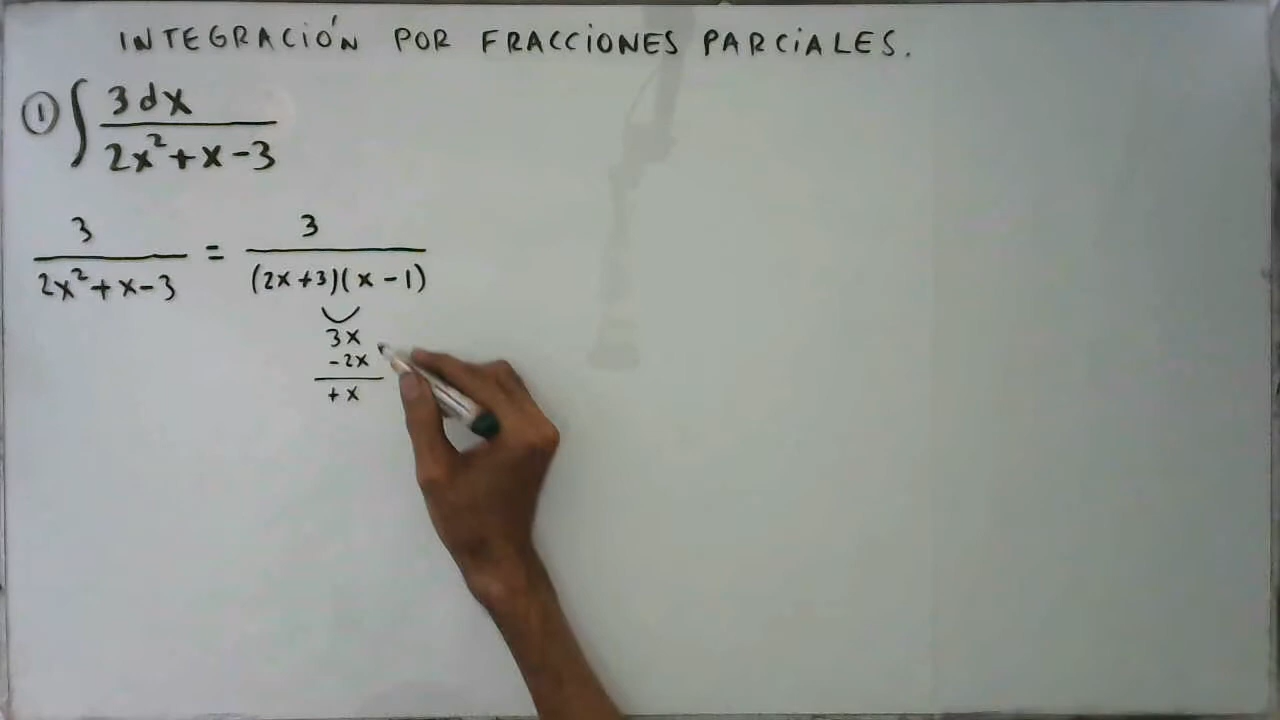 INTEGRACIÓN POR FRACCIONES PARCIALES.
① ∫ 3dx / 2x²+x-3
3 / 2x²+x-3 = 3 / (2x+3)(x-1)
3x
-2x
+x